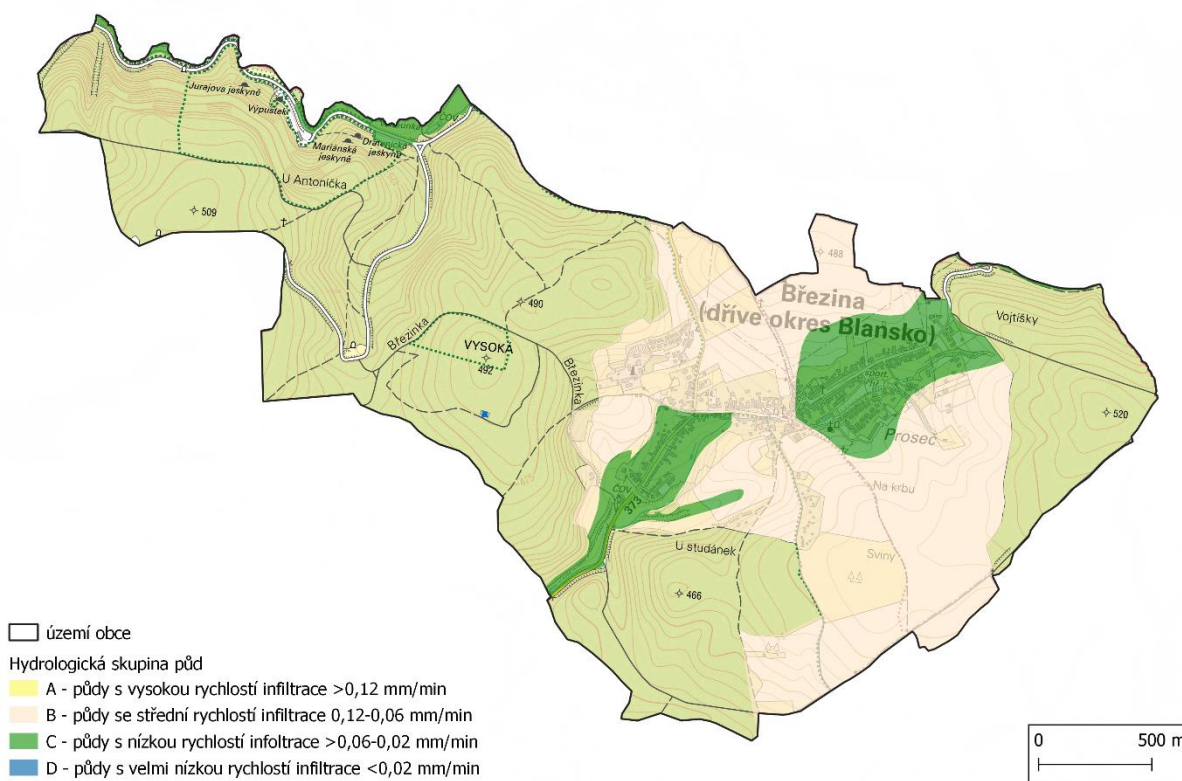 Jurajova jeskyně
Výpustek
ČOV
Mariánská
jeskyně
Drátenická
jeskyně
U Antoníčka
509
488
Březina
(dříve okres Blansko)
Vojtíšky
490
Březinka
VYSOKÁ
492
Březinka
sport.
520
Proseč
Na krbu
ČOV
373
U studánek
Sviny
466
území obce
Hydrologická skupina půd
A - půdy s vysokou rychlostí infiltrace >0,12 mm/min
B - půdy se střední rychlostí infiltrace 0,12-0,06 mm/min
C - půdy s nízkou rychlostí infoltrace >0,06-0,02 mm/min
D - půdy s velmi nízkou rychlostí infiltrace <0,02 mm/min
0 500 m